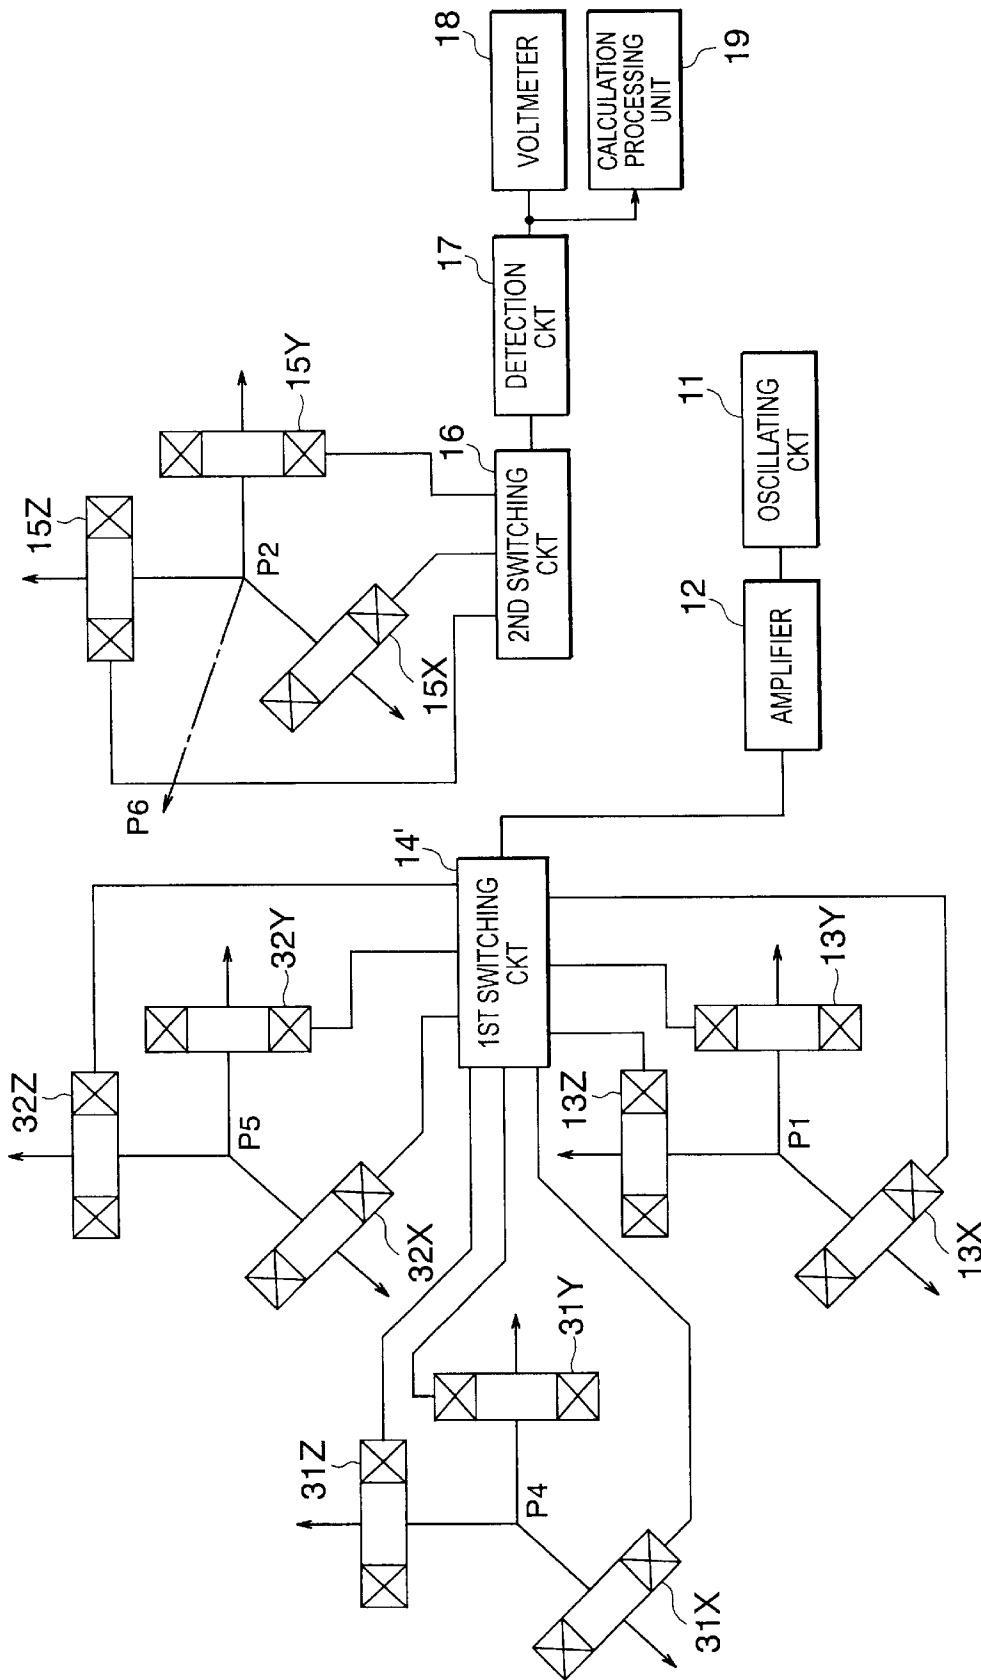 32Z
32Y
P5
32X
31Z
31Y
P4
31X
14'
1ST SWITCHING
CKT
13Z
13Y
P1
13X
P6
15Z
15Y
P2
15X
16
2ND SWITCHING
CKT
17
DETECTION
CKT
18
VOLTMETER
CALCULATION
PROCESSING
UNIT
19
12
AMPLIFIER
11
OSCILLATING
CKT